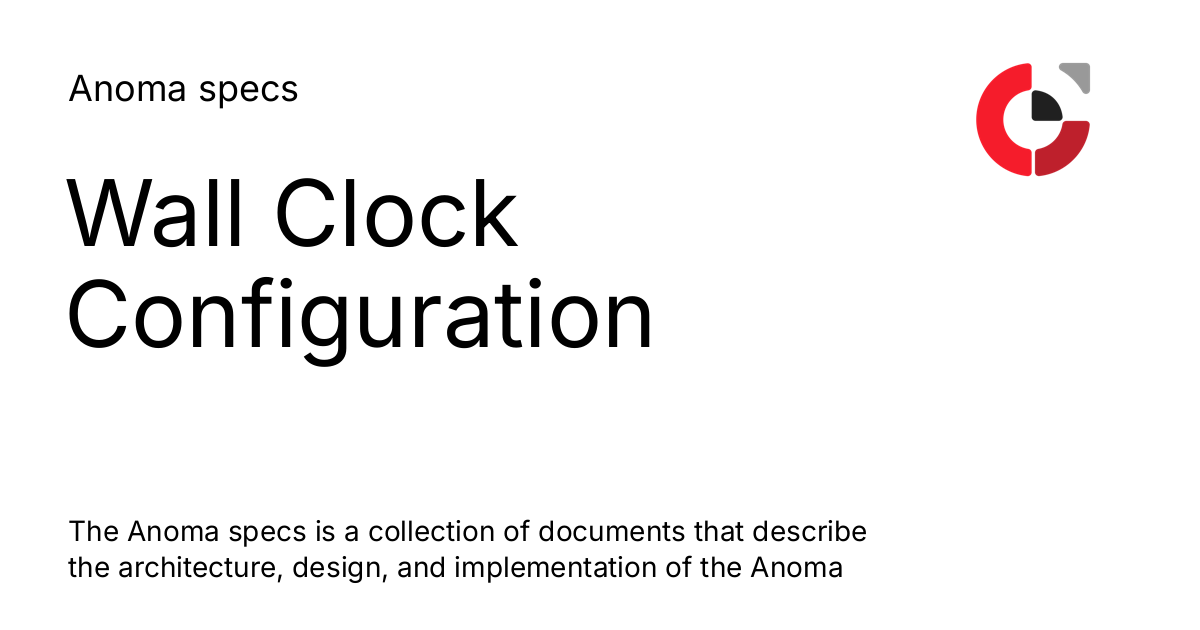 Anoma specs
Wall Clock
Configuration
The Anoma specs is a collection of documents that describe
the architecture, design, and implementation of the Anoma